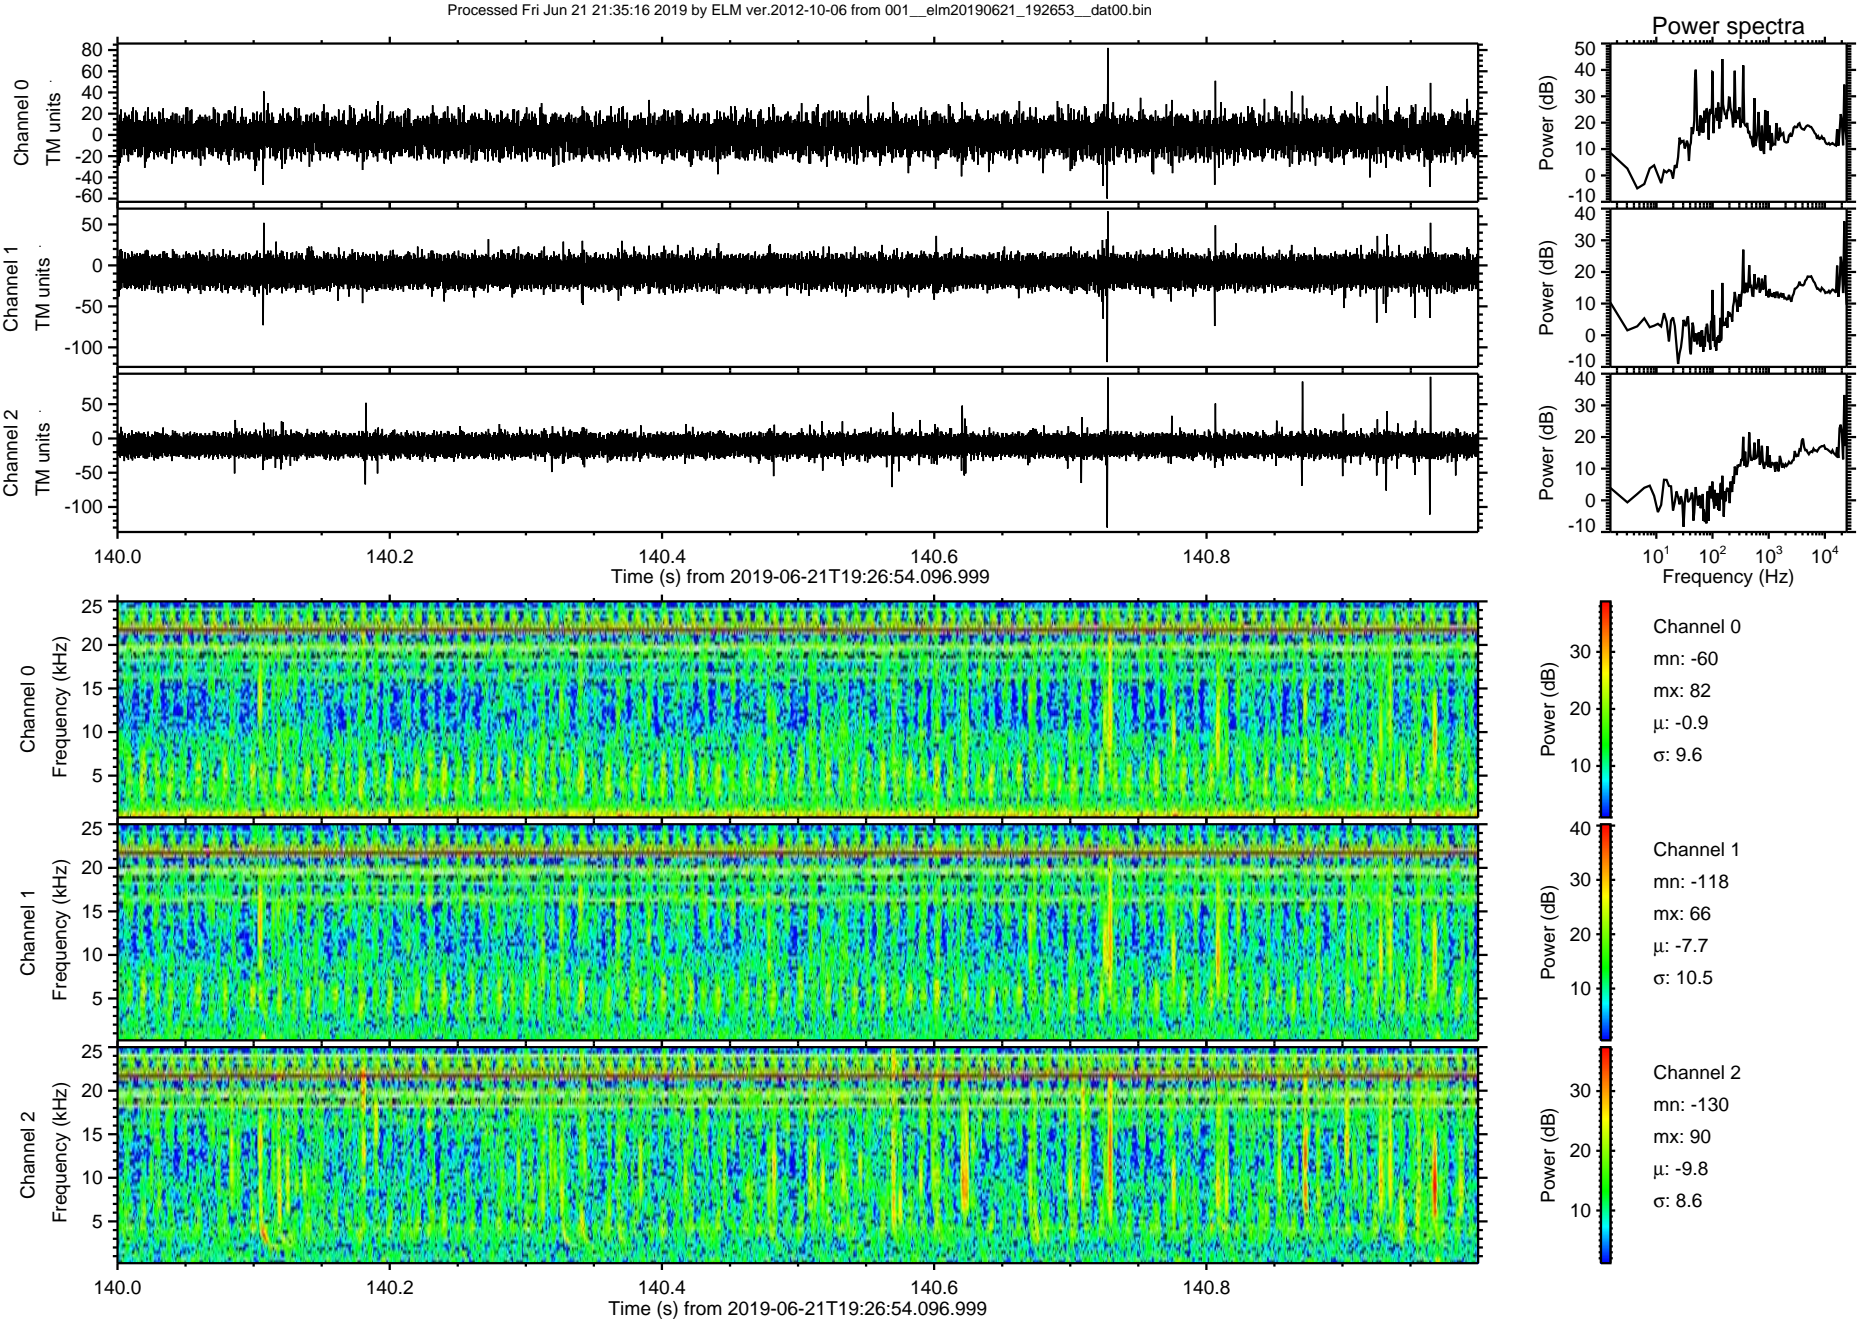 Processed Fri Jun 21 21:35:16 2019 by ELM ver.2012-10-06 from 001__elm20190621_192653__dat00.bin
Power spectra
Channel 0
TM units
80
60
40
20
0
-20
-40
-60
Power (dB)
50
40
30
20
10
0
-10
Channel 1
TM units
50
0
-50
-100
Power (dB)
40
30
20
10
0
-10
Channel 2
TM units
50
0
-50
-100
Power (dB)
40
30
20
10
0
-10
140.0 140.2 140.4 140.6 140.8
Time (s) from 2019-06-21T19:26:54.096.999
10^1 10^2 10^3 10^4
Frequency (Hz)
Channel 0
Frequency (kHz)
25
20
15
10
5
Power (dB)
30
20
10
Channel 0
mn: -60
mx: 82
μ: -0.9
σ: 9.6
Channel 1
Frequency (kHz)
25
20
15
10
5
Power (dB)
40
30
20
10
Channel 1
mn: -118
mx: 66
μ: -7.7
σ: 10.5
Channel 2
Frequency (kHz)
25
20
15
10
5
Power (dB)
30
20
10
Channel 2
mn: -130
mx: 90
μ: -9.8
σ: 8.6
140.0 140.2 140.4 140.6 140.8
Time (s) from 2019-06-21T19:26:54.096.999